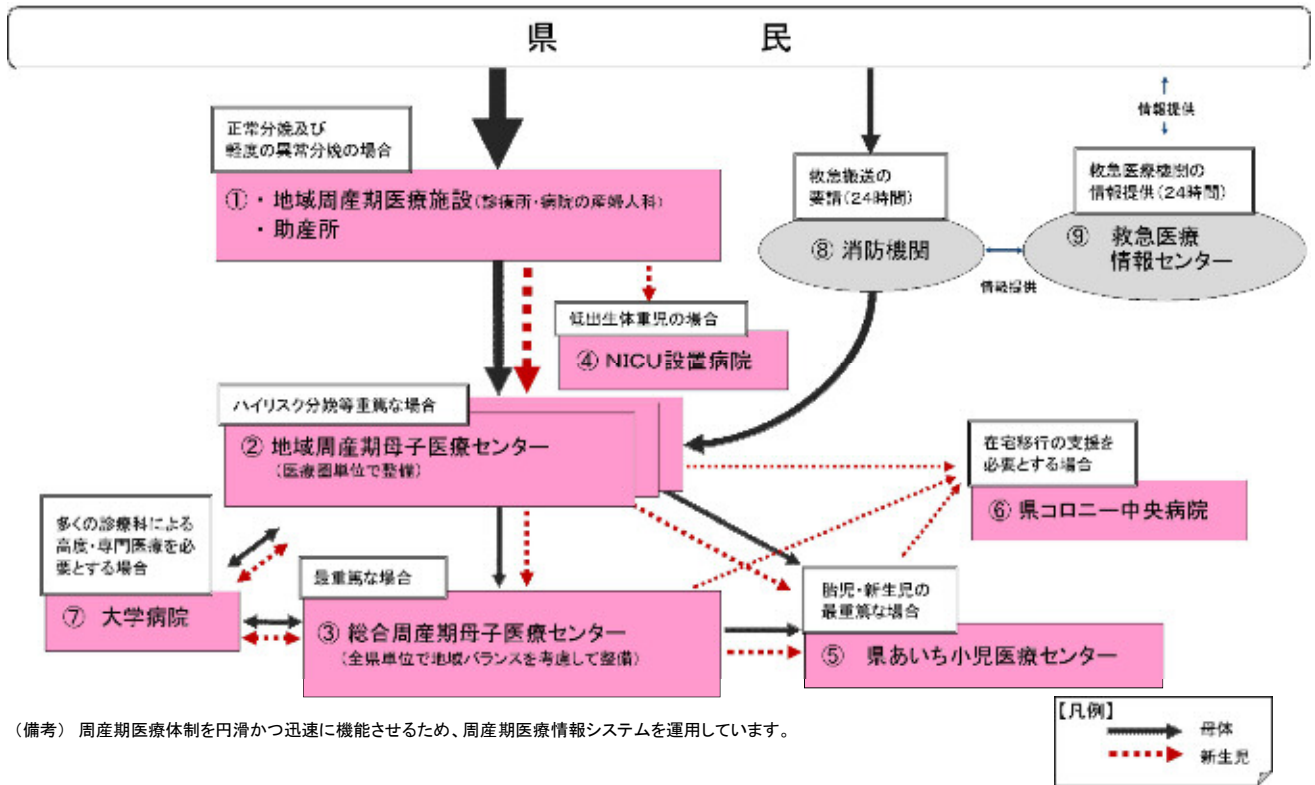 県 民
情報提供
正常分娩及び
軽度の異常分娩の場合
① ・ 地域周産期医療施設(診療所・病院の産婦人科)
・ 助産所
救急搬送の
要請(24時間)
⑧ 消防機関
救急医療機関の
情報提供(24時間)
⑨ 救急医療
情報センター
情報提供
低出生体重児の場合
④ NICU設置病院
ハイリスク分娩等重篤な場合
② 地域周産期母子医療センター
(医療圏単位で整備)
在宅移行の支援を
必要とする場合
⑥ 県コロニー中央病院
多くの診療科による
高度・専門医療を必
要とする場合
⑦ 大学病院
最重篤な場合
③ 総合周産期母子医療センター
(全県単位で地域バランスを考慮して整備)
胎児・新生児の
最重篤な場合
⑤ 県あいち小児医療センター
(備考) 周産期医療体制を円滑かつ迅速に機能させるため、周産期医療情報システムを運用しています。
【凡例】
母体
新生児